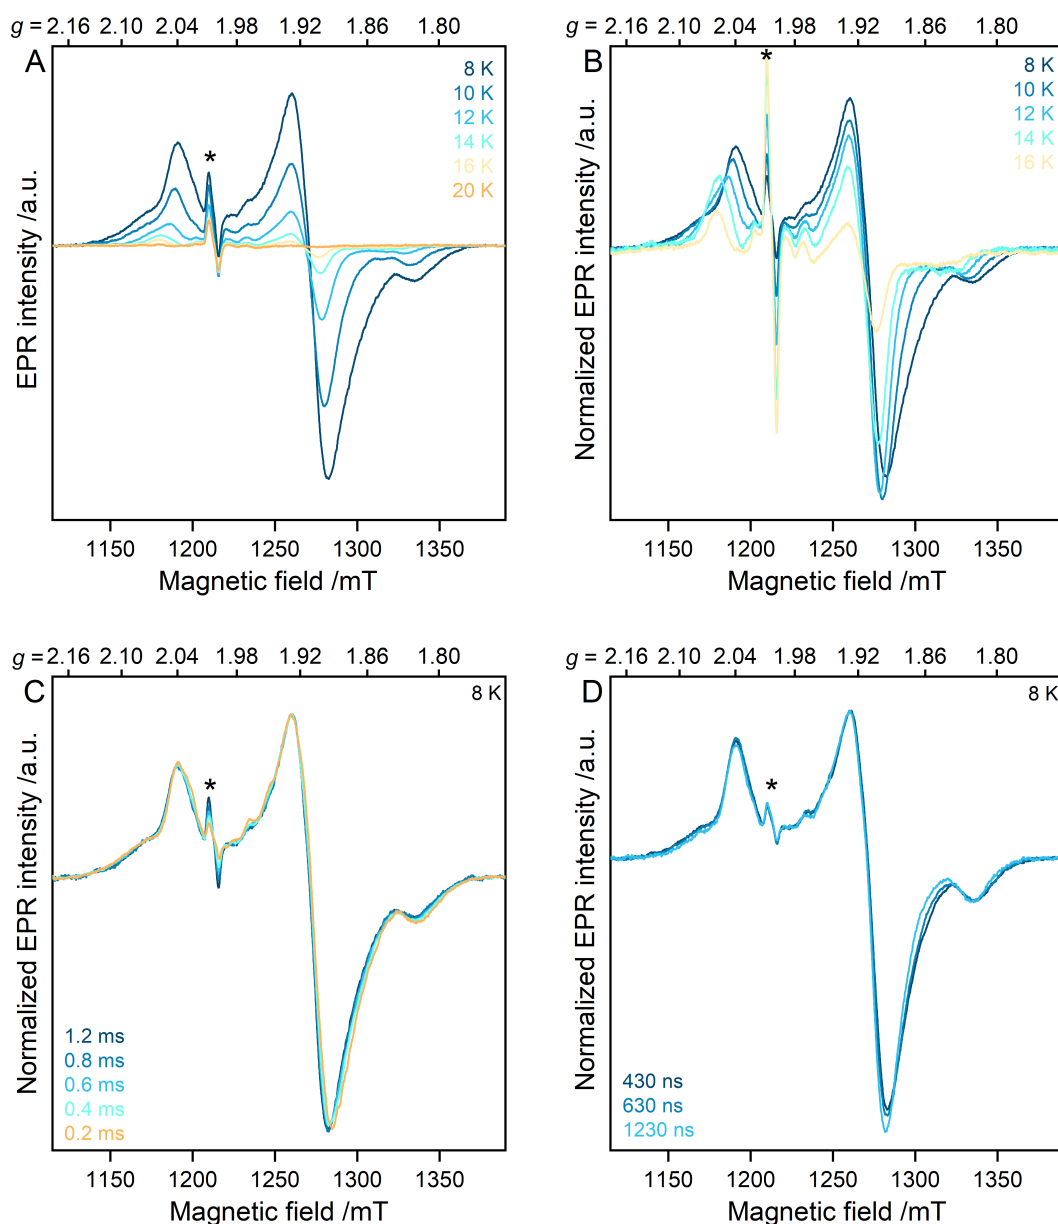 g = 2.16 2.10 2.04 1.98 1.92 1.86 1.80
A
*
8 K
10 K
12 K
14 K
16 K
20 K
EPR intensity /a.u.
1150 1200 1250 1300 1350
Magnetic field /mT
g = 2.16 2.10 2.04 1.98 1.92 1.86 1.80
B
*
8 K
10 K
12 K
14 K
16 K
Normalized EPR intensity /a.u.
1150 1200 1250 1300 1350
Magnetic field /mT
g = 2.16 2.10 2.04 1.98 1.92 1.86 1.80
C
8 K
*
Normalized EPR intensity /a.u.
1.2 ms
0.8 ms
0.6 ms
0.4 ms
0.2 ms
1150 1200 1250 1300 1350
Magnetic field /mT
g = 2.16 2.10 2.04 1.98 1.92 1.86 1.80
D
8 K
*
Normalized EPR intensity /a.u.
430 ns
630 ns
1230 ns
1150 1200 1250 1300 1350
Magnetic field /mT